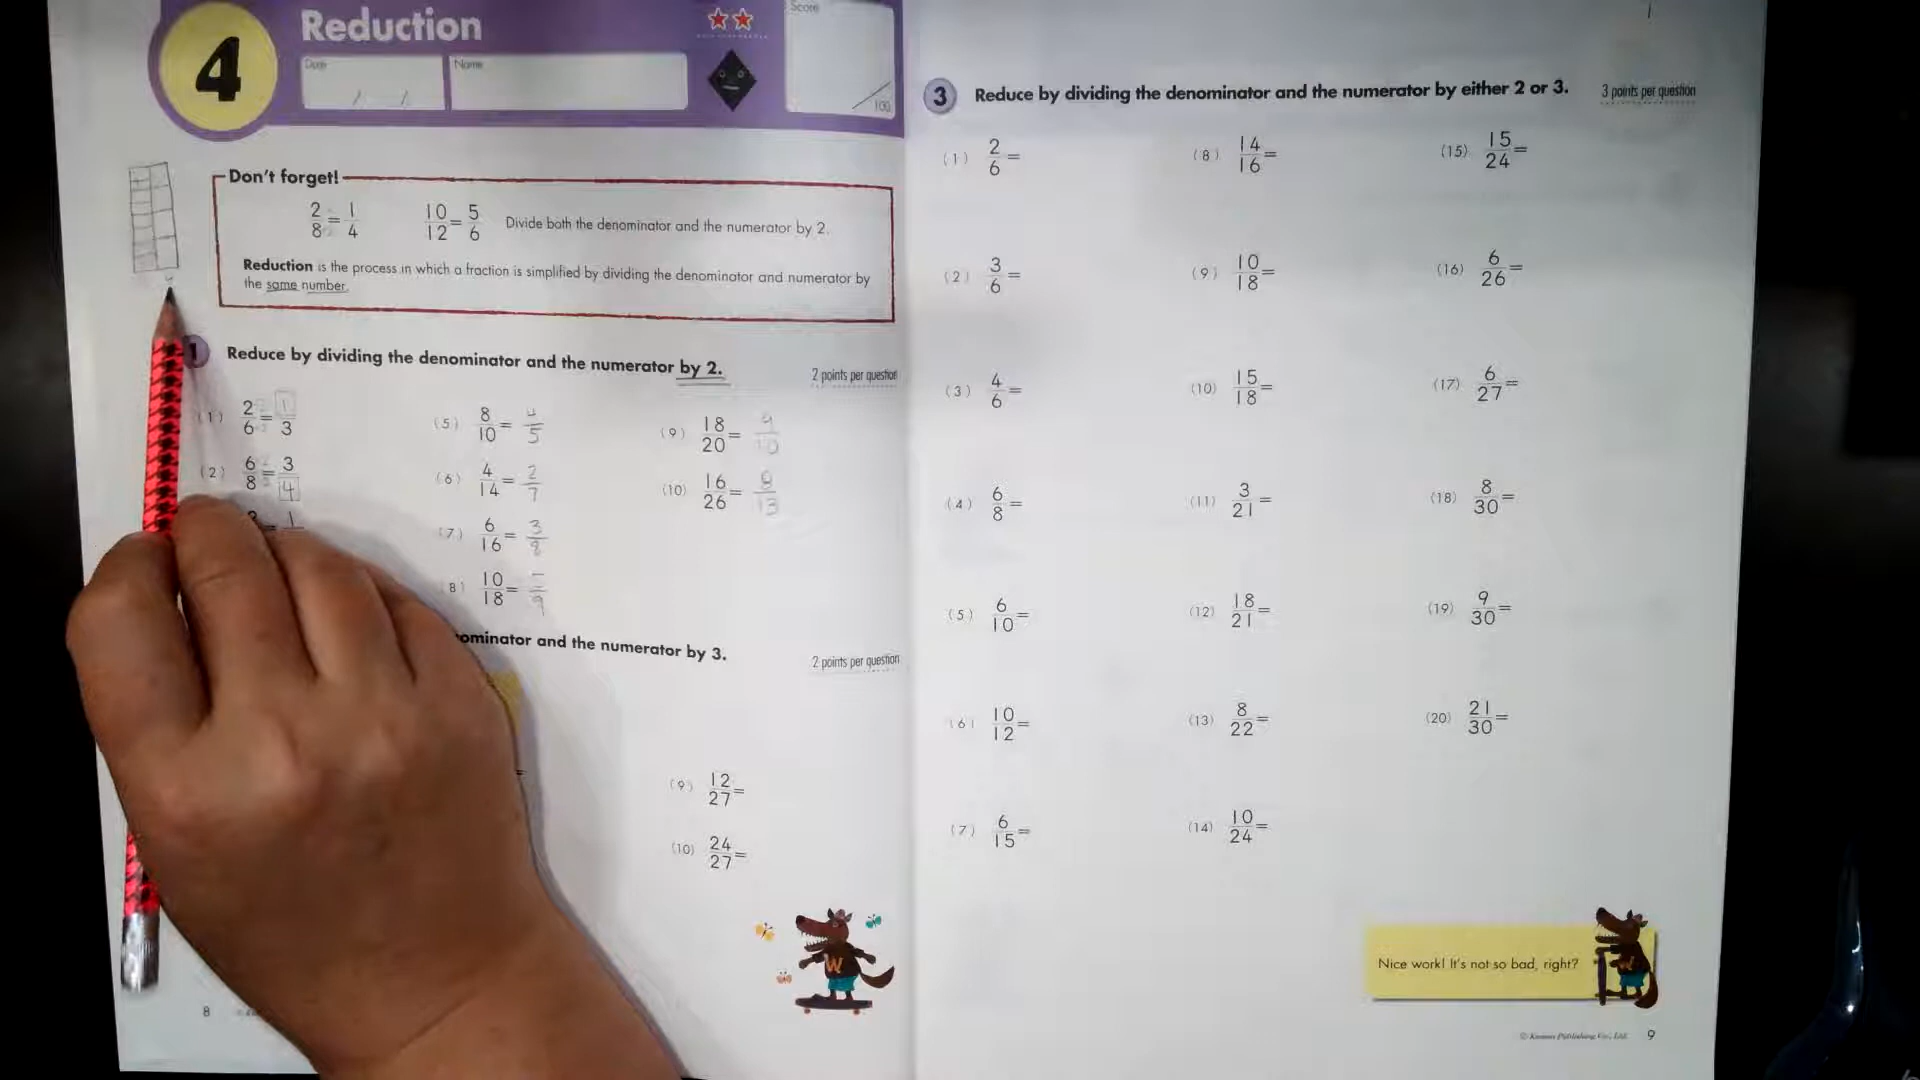 4
Reduction
Date
Name
Score
100
Don't forget!
2/8 = 1/4
10/12 = 5/6
Divide both the denominator and the numerator by 2.
Reduction is the process in which a fraction is simplified by dividing the denominator and numerator by
the same number.
1 Reduce by dividing the denominator and the numerator by 2.
2 points per question
(1) 2/6 = 1/3
(2) 6/8 = 3/4
(5) 8/10 = 4/5
(6) 4/14 = 2/7
(7) 6/16 = 3/8
(8) 10/18 = /9
(9) 18/20 = 9/10
(10) 16/26 = 8/13
ominator and the numerator by 3.
2 points per question
(9) 12/27 =
(10) 24/27 =
W
8
3 Reduce by dividing the denominator and the numerator by either 2 or 3.
3 points per question
(1) 2/6 =
(2) 3/6 =
(3) 4/6 =
(4) 6/8 =
(5) 6/10 =
(6) 10/12 =
(7) 6/15 =
(8) 14/16 =
(9) 10/18 =
(10) 15/18 =
(11) 3/21 =
(12) 18/21 =
(13) 8/22 =
(14) 10/24 =
(15) 15/24 =
(16) 6/26 =
(17) 6/27 =
(18) 8/30 =
(19) 9/30 =
(20) 21/30 =
Nice work! It's not so bad, right?
© Kumon Publishing Co., Ltd.
9